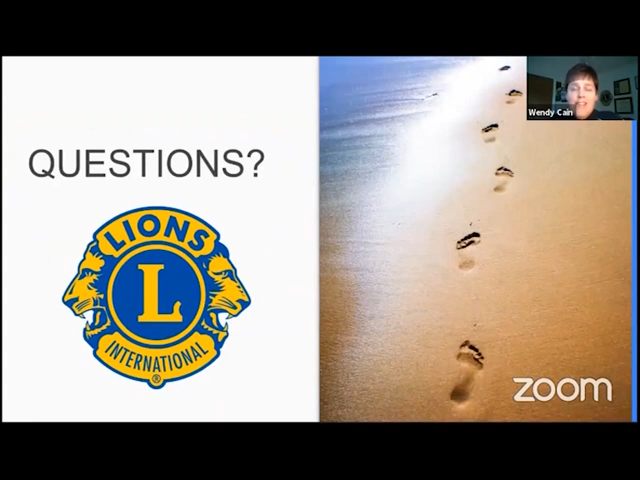 QUESTIONS?
LIONS
L
INTERNATIONAL
®
Wendy Cain
zoom